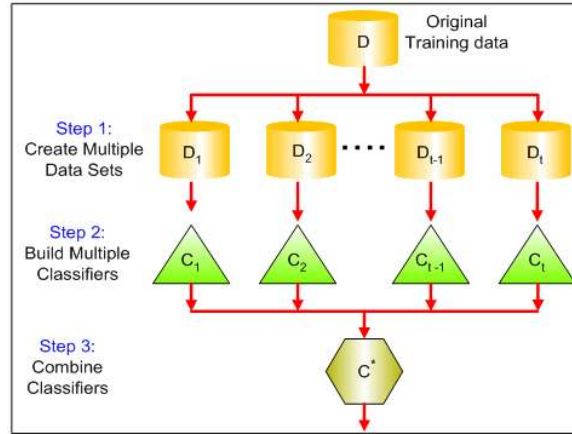 Original
Training data
D
Step 1:
Create Multiple
Data Sets
D₁
D₂
....
Dₜ₋₁
Dₜ
Step 2:
Build Multiple
Classifiers
C₁
C₂
Cₜ₋₁
Cₜ
Step 3:
Combine
Classifiers
C*